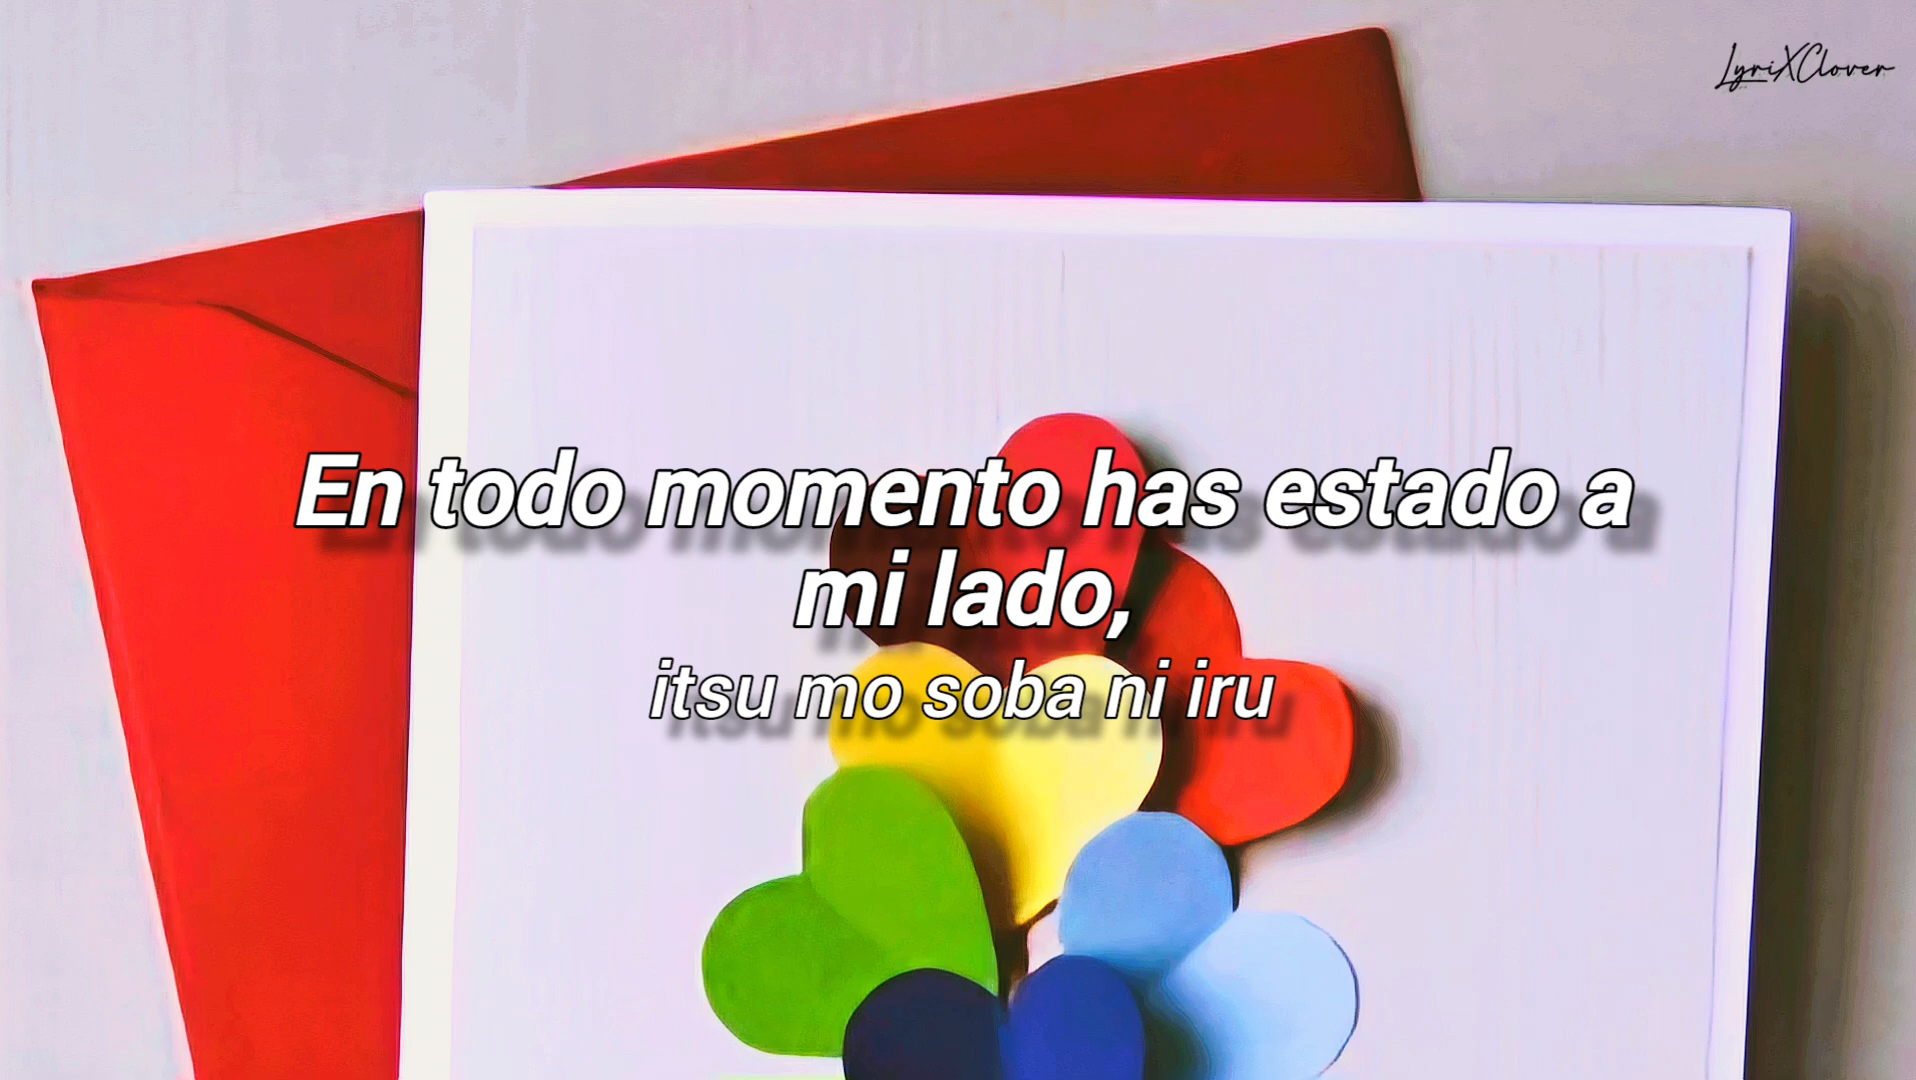 LyriXClover
En todo momento has estado a
mi lado,
itsu mo soba ni iru